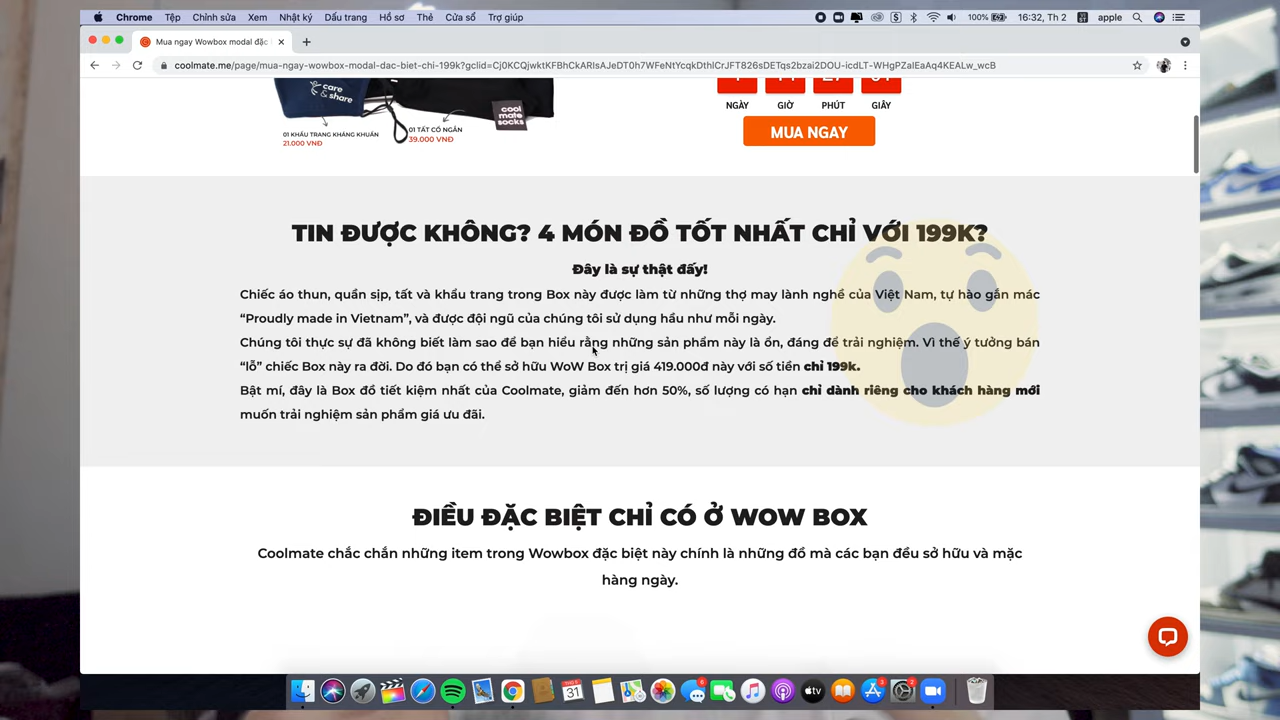 Chrome Tệp Chỉnh sửa Xem Nhật ký Dấu trang Hồ sơ Thẻ Cửa sổ Trợ giúp 100% 16:32, Th 2 apple
Mua ngay Wowbox modal đặc
coolmate.me/page/mua-ngay-wowbox-modal-dac-biet-chi-199k?gclid=Cj0KCQjwktKFBhCkARIsAJeDT0h7WFeNtYcqkDthlCrJFT826sDETqs2bzai2DOU-icdLT-WHgPZalEaAq4KEALw_wcB
care & share
cool mate socks
NGÀY GIỜ PHÚT GIÂY
01 KHẨU TRANG KHÁNG KHUẨN
21.000 VNĐ
01 TẤT CỔ NGẮN
39.000 VNĐ
MUA NGAY
TIN ĐƯỢC KHÔNG? 4 MÓN ĐỒ TỐT NHẤT CHỈ VỚI 199K?
Đây là sự thật đấy!
Chiếc áo thun, quần sịp, tất và khẩu trang trong Box này được làm từ những thợ may lành nghề của Việt Nam, tự hào gắn mác
“Proudly made in Vietnam”, và được đội ngũ của chúng tôi sử dụng hầu như mỗi ngày.
Chúng tôi thực sự đã không biết làm sao để bạn hiểu rằng những sản phẩm này là ổn, đáng để trải nghiệm. Vì thế ý tưởng bán
“lỗ” chiếc Box này ra đời. Do đó bạn có thể sở hữu WoW Box trị giá 419.000đ này với số tiền chỉ 199k.
Bật mí, đây là Box đồ tiết kiệm nhất của Coolmate, giảm đến hơn 50%, số lượng có hạn chỉ dành riêng cho khách hàng mới
muốn trải nghiệm sản phẩm giá ưu đãi.
ĐIỀU ĐẶC BIỆT CHỈ CÓ Ở WOW BOX
Coolmate chắc chắn những item trong Wowbox đặc biệt này chính là những đồ mà các bạn đều sở hữu và mặc
hàng ngày.
31
tv